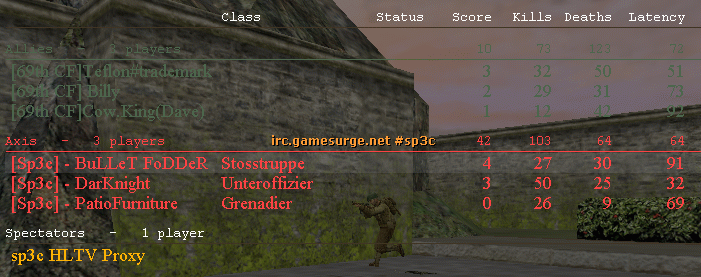 Class Status Score Kills Deaths Latency
Allies - 3 players 10 73 123 72
[69th CF]Teflon#trademark 3 32 50 51
[69th CF] Billy 2 29 31 73
[69th CF]Cow King(Dave) 1 12 42 92
Axis - 3 players 42 103 64 64
irc.gamesurge.net #sp3c
[Sp3c] - BuLLeT FoDDeR Stosstruppe 4 27 30 91
[Sp3c] - DarKnight Unteroffizier 3 50 25 32
[Sp3c] - PatioFurniture Grenadier 0 26 9 69
Spectators - 1 player
sp3c HLTV Proxy